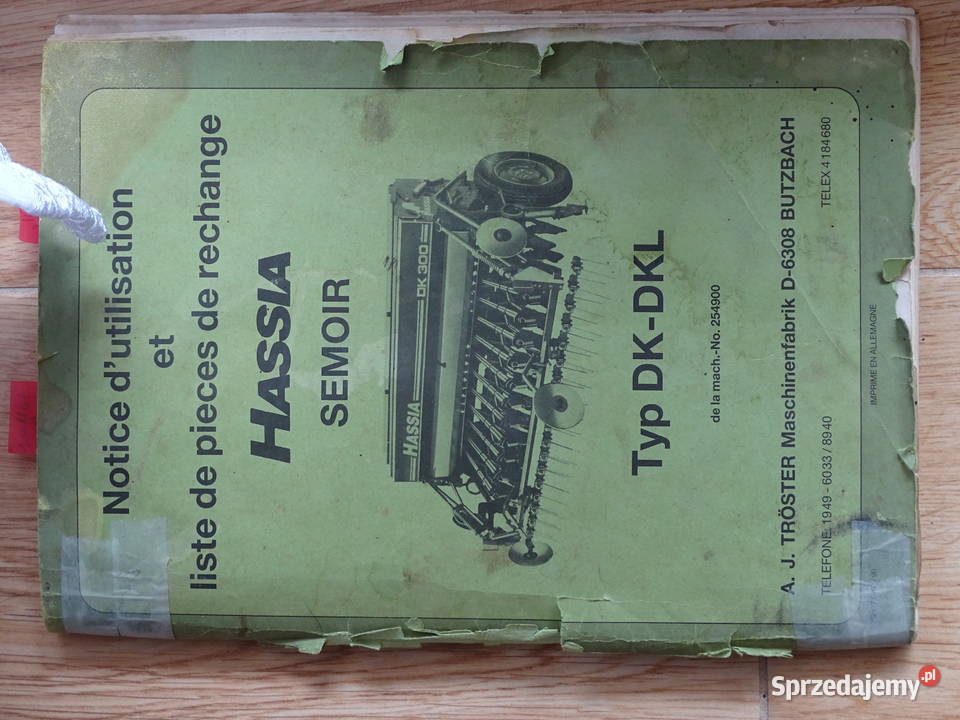 Notice d'utilisation
et
liste de pieces de rechange
HASSIA
SEMOIR
HASSIA
DK 300
Typ DK-DKL
de la mach.-No. 254900
A. J. TRÖSTER Maschinenfabrik D-6308 BUTZBACH
TELEFONE: 1949 - 6033 / 8940
TELEX 4184680
IMPRIME EN ALLEMAGNE
Sprzedajemy.pl